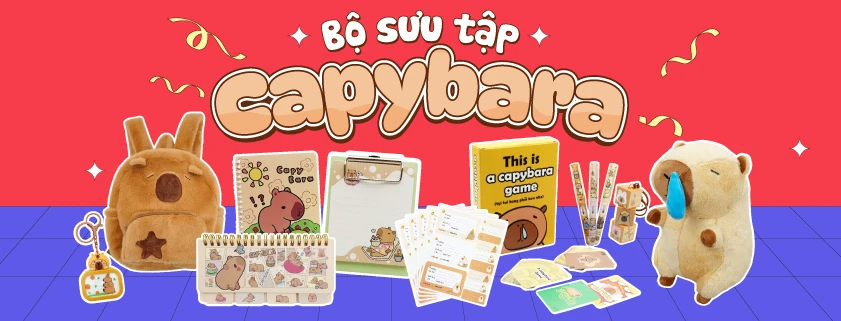 Bộ sưu tập
capybara
Capy
Bara
!?
This is
a capybara
game